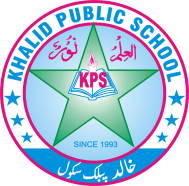 KHALID PUBLIC SCHOOL
العلم نور
KPS
SINCE 1993
خالد پبلک سکول